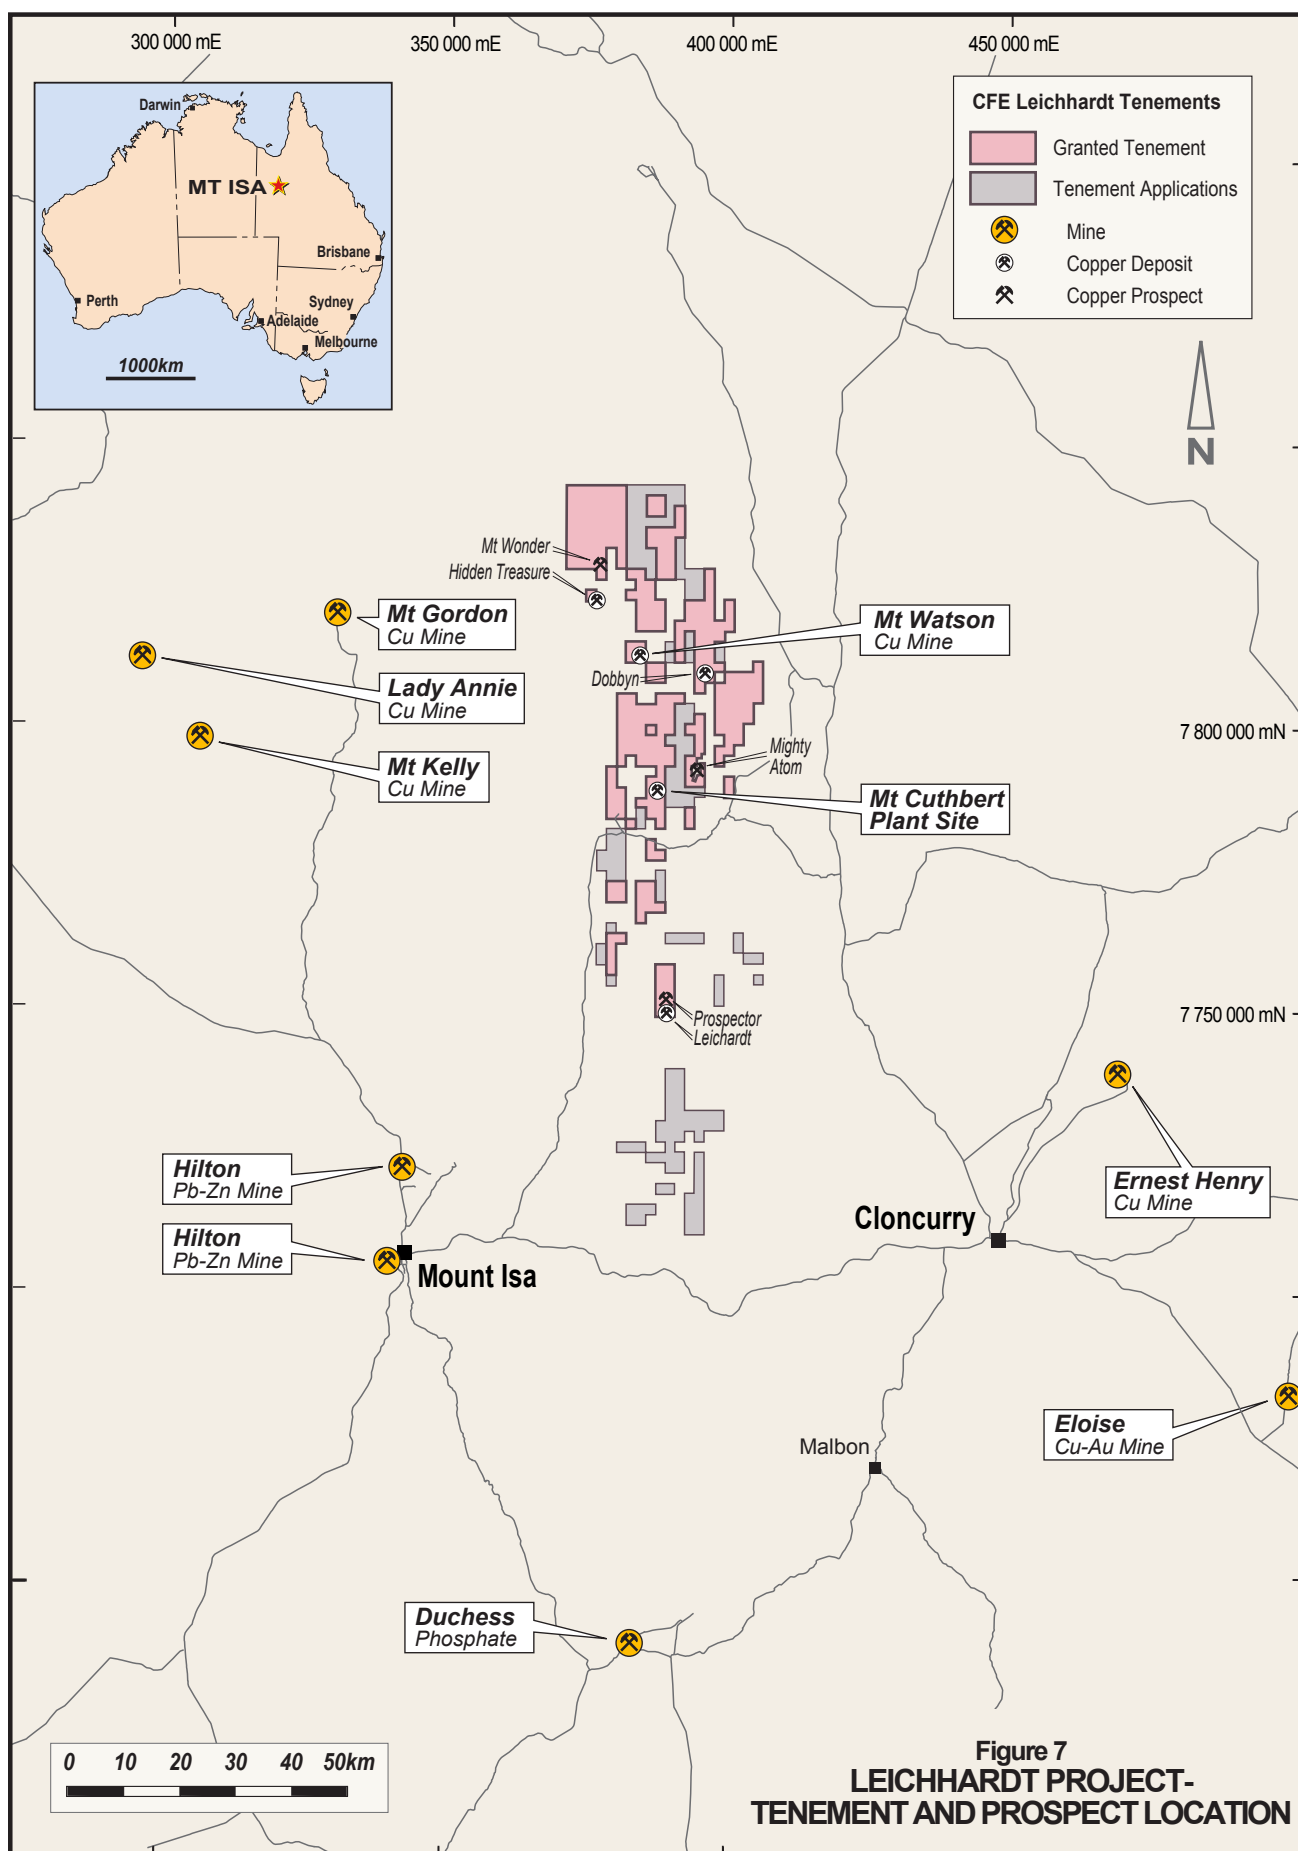 300 000 mE
350 000 mE
400 000 mE
450 000 mE
Darwin
MT ISA
Brisbane
Perth
Sydney
Adelaide
Melbourne
1000km
CFE Leichhardt Tenements
Granted Tenement
Tenement Applications
Mine
Copper Deposit
Copper Prospect
N
Mt Wonder
Hidden Treasure
Mt Gordon
Cu Mine
Mt Watson
Cu Mine
Lady Annie
Cu Mine
Dobbyn
7 800 000 mN
Mt Kelly
Cu Mine
Mighty
Atom
Mt Cuthbert
Plant Site
7 750 000 mN
Prospector
Leichardt
Hilton
Pb-Zn Mine
Ernest Henry
Cu Mine
Cloncurry
Hilton
Pb-Zn Mine
Mount Isa
Eloise
Cu-Au Mine
Malbon
Duchess
Phosphate
0 10 20 30 40 50km
Figure 7
LEICHHARDT PROJECT-
TENEMENT AND PROSPECT LOCATION